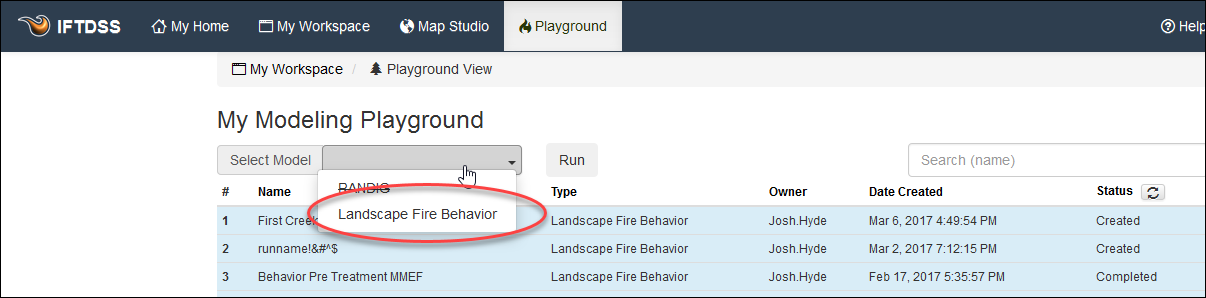 IFTDSS My Home My Workspace Map Studio Playground Help
My Workspace / Playground View
My Modeling Playground
Select Model Run Search (name)
RANDIG
Landscape Fire Behavior
# Name Type Owner Date Created Status
1 First Creek Landscape Fire Behavior Josh.Hyde Mar 6, 2017 4:49:54 PM Created
2 runname!&#^$ Landscape Fire Behavior Josh.Hyde Mar 2, 2017 7:12:15 PM Created
3 Behavior Pre Treatment MMEF Landscape Fire Behavior Josh.Hyde Feb 17, 2017 5:35:57 PM Completed